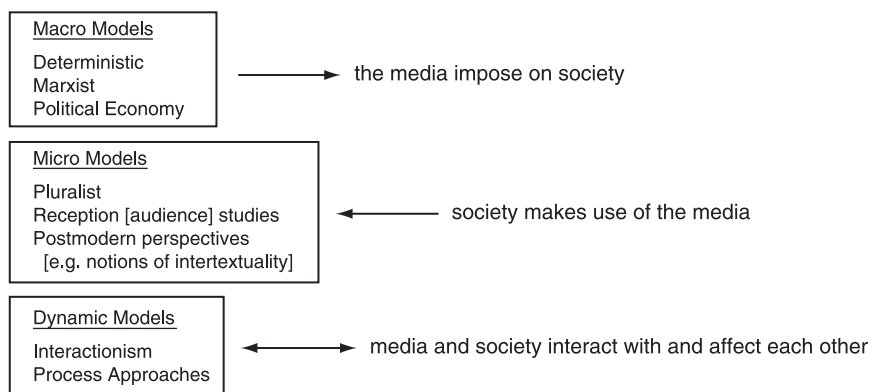 Macro Models
Deterministic
Marxist
Political Economy
the media impose on society
Micro Models
Pluralist
Reception [audience] studies
Postmodern perspectives
[e.g. notions of intertextuality]
society makes use of the media
Dynamic Models
Interactionism
Process Approaches
media and society interact with and affect each other